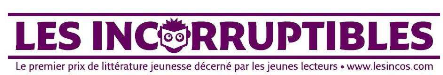 LES INCORRUPTIBLES
Le premier prix de littérature jeunesse décerné par les jeunes lecteurs • www.lesincos.com